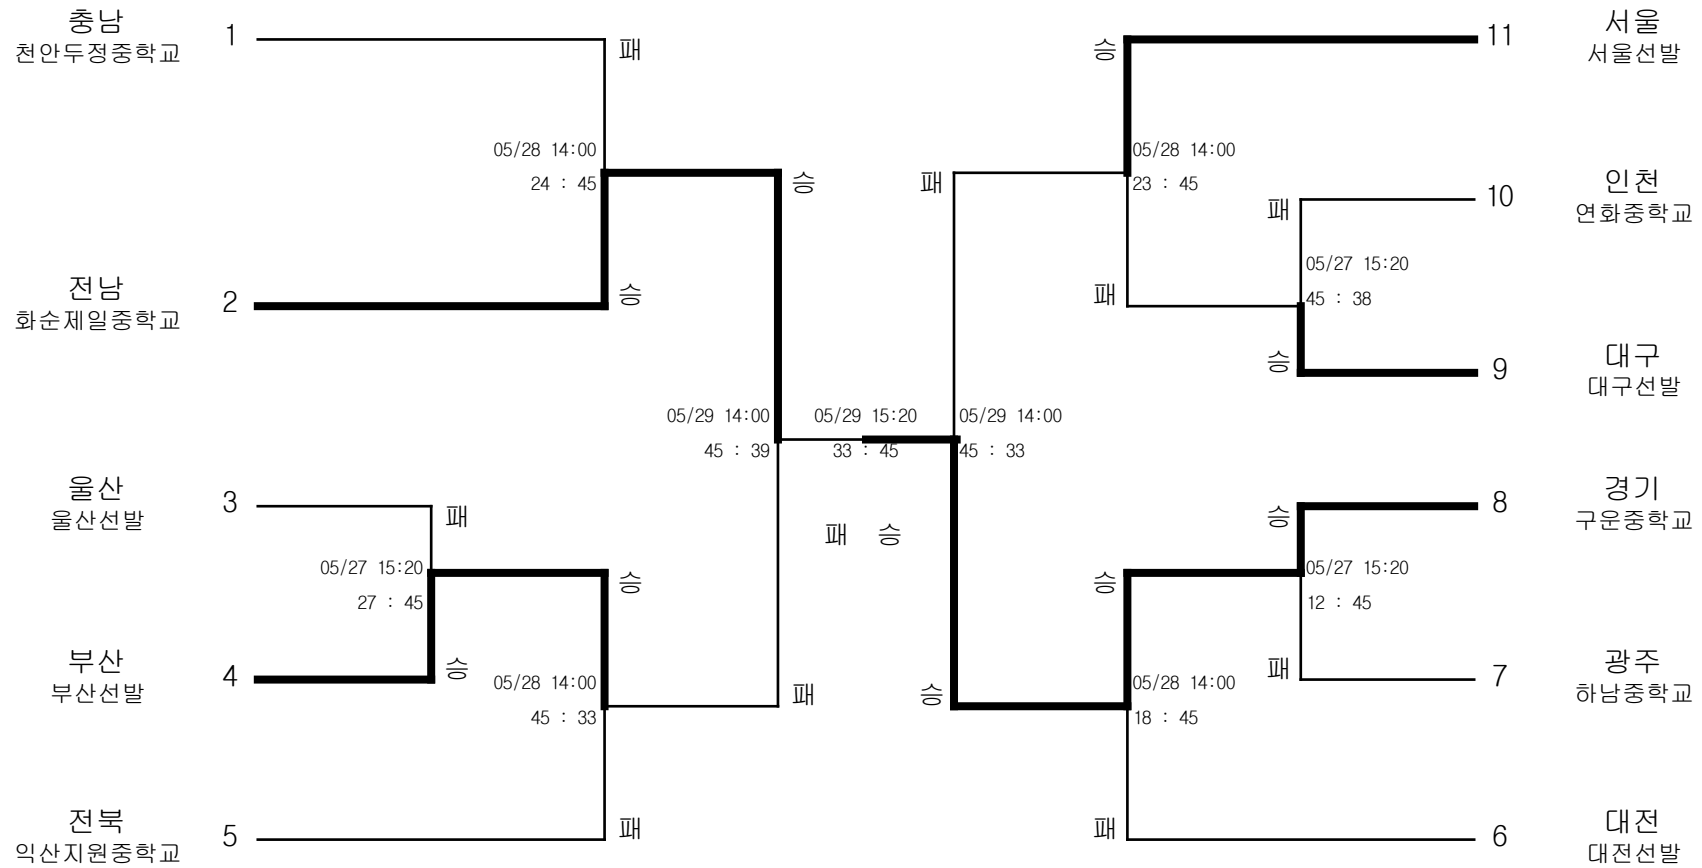 충남
천안두정중학교
1
패
05/28 14:00
24 : 45
승
전남
화순제일중학교
2
승
울산
울산선발
3
패
05/27 15:20
27 : 45
승
부산
부산선발
4
승
05/28 14:00
45 : 33
패
전북
익산지원중학교
5
패
05/29 14:00
45 : 39
05/29 15:20
33 : 45
패 승
05/29 14:00
45 : 33
서울
서울선발
11
승
05/28 14:00
23 : 45
패
인천
연화중학교
10
패
05/27 15:20
45 : 38
패
대구
대구선발
9
승
경기
구운중학교
8
승
05/27 15:20
12 : 45
승
광주
하남중학교
7
패
05/28 14:00
18 : 45
승
대전
대전선발
6
패